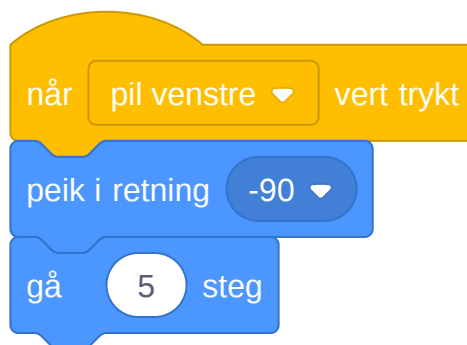 når pil venstre vert trykt
peik i retning -90
gå 5 steg